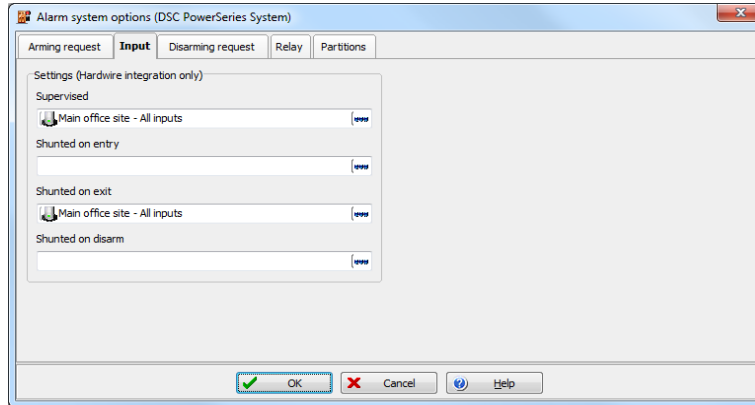 Alarm system options (DSC PowerSeries System)
Arming request Input Disarming request Relay Partitions
Settings (Hardwire integration only)
Supervised
Main office site - All inputs
Shunted on entry
Shunted on exit
Main office site - All inputs
Shunted on disarm
OK Cancel Help